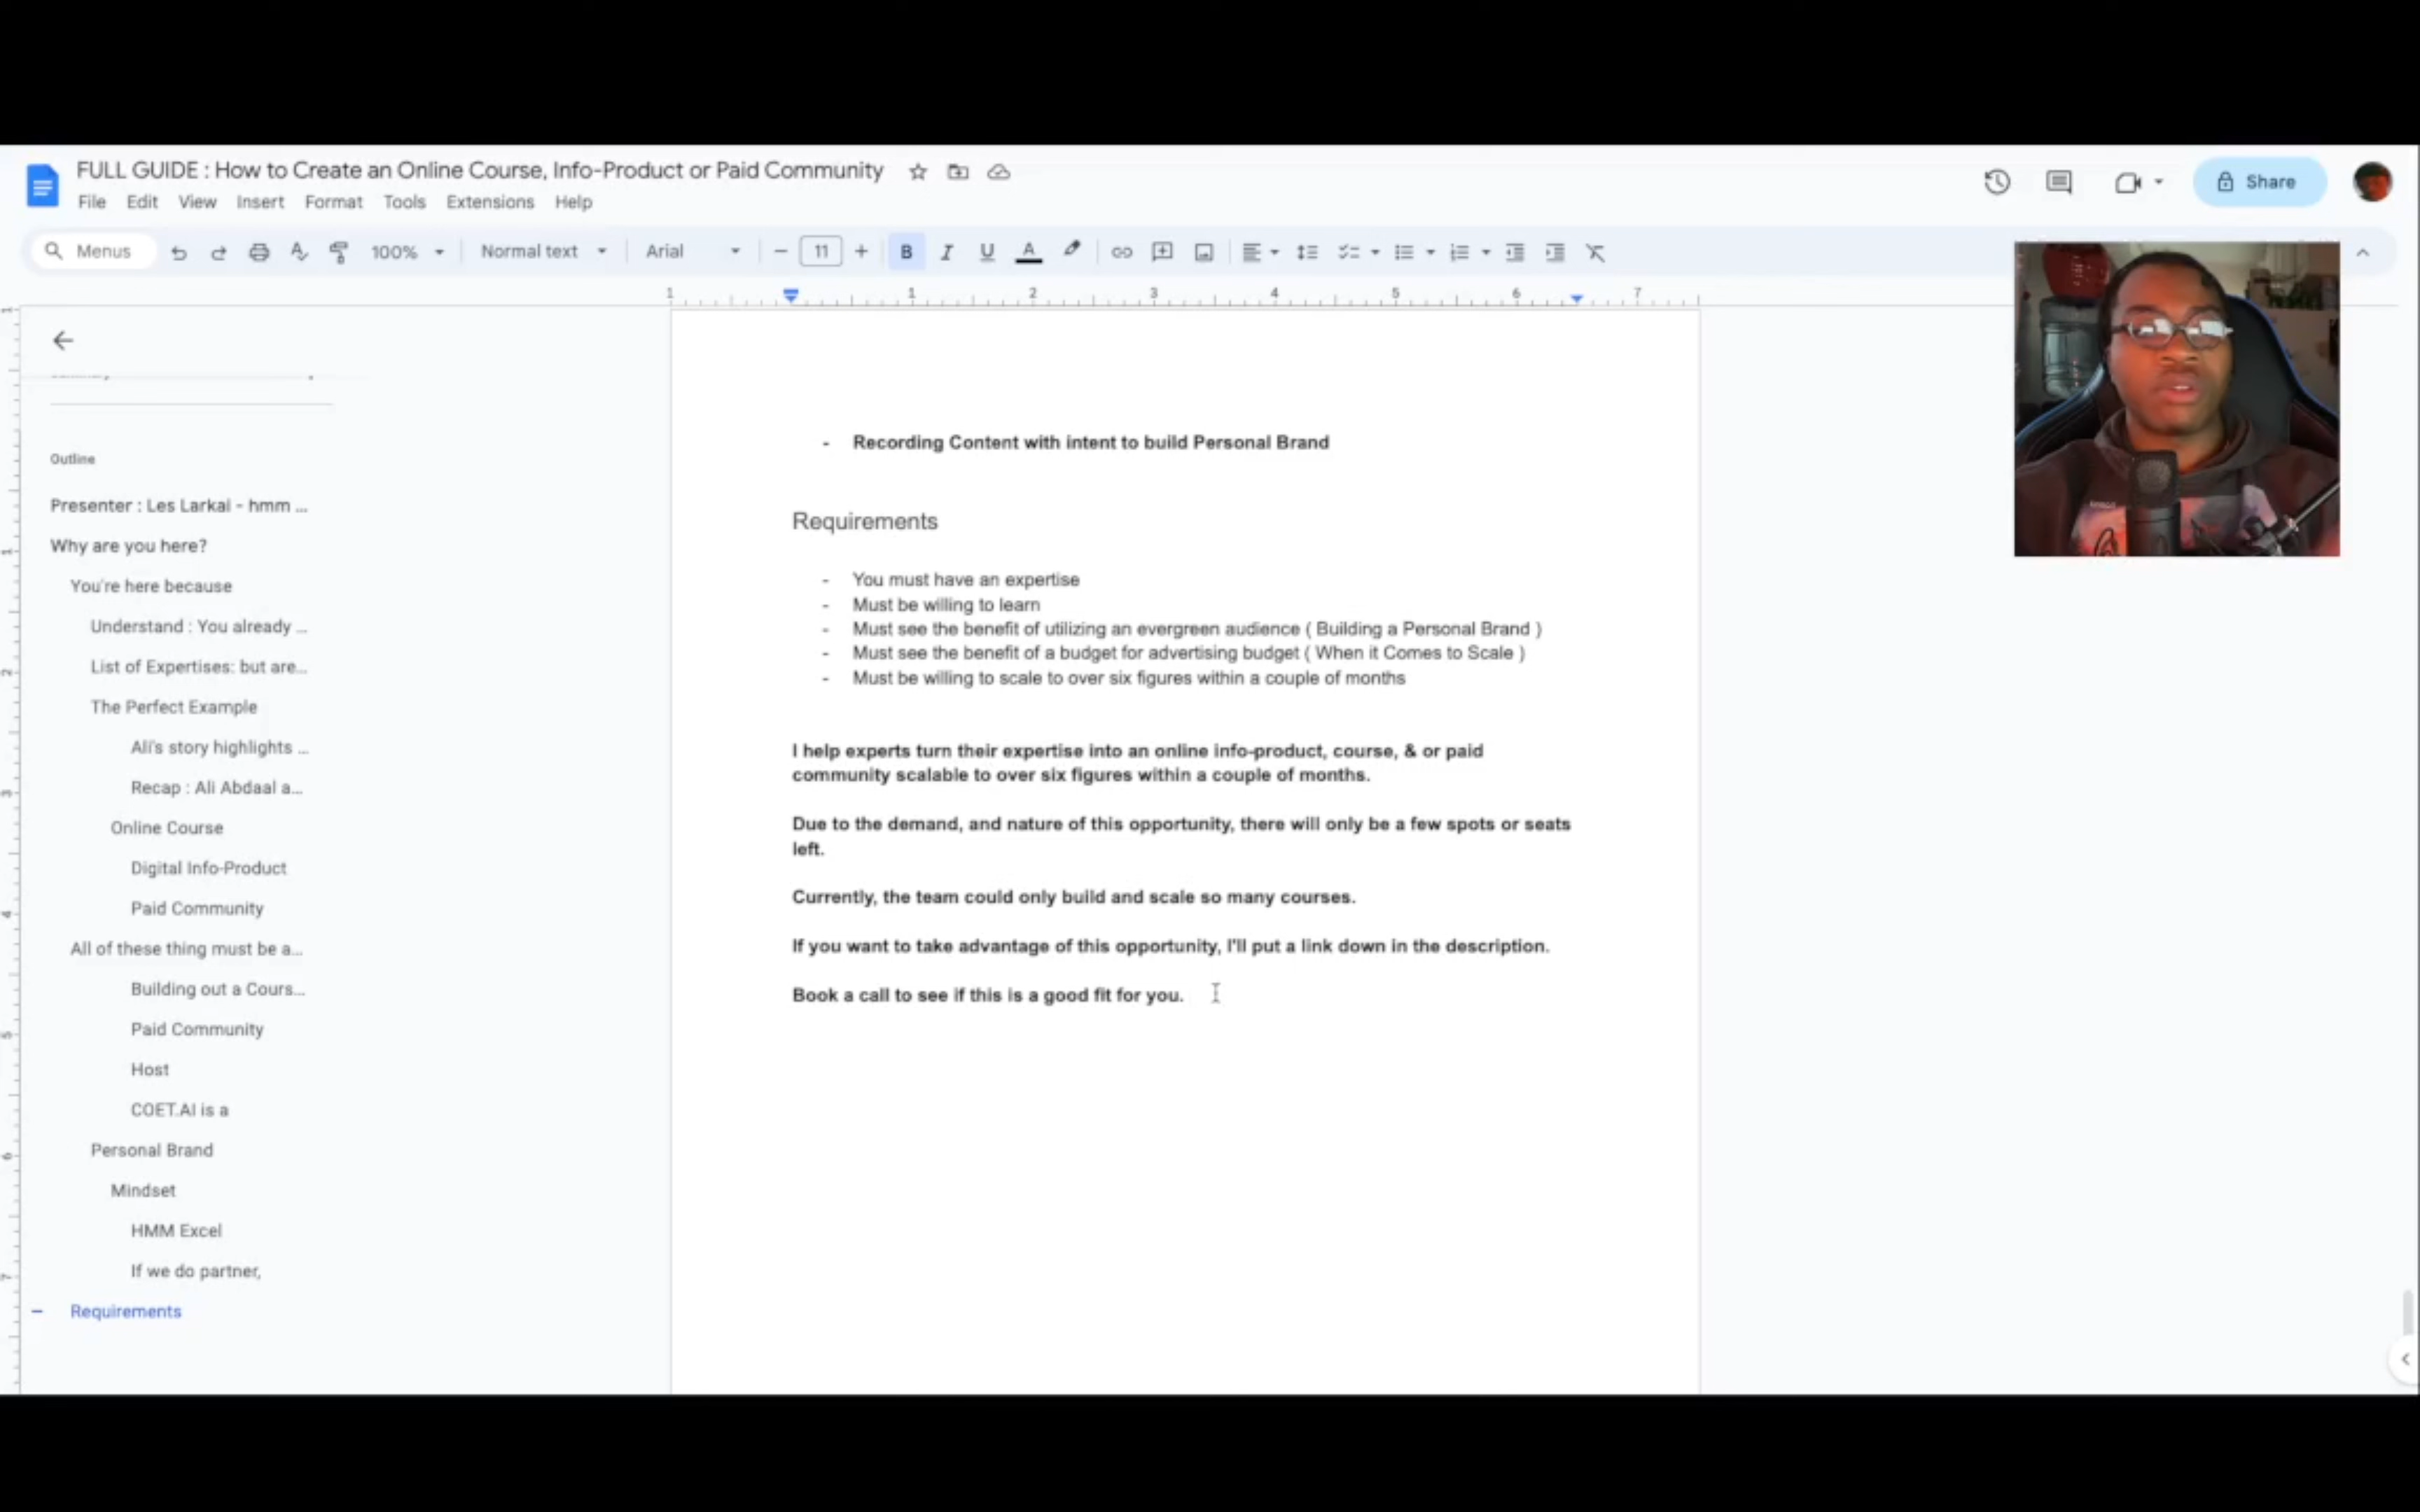 FULL GUIDE : How to Create an Online Course, Info-Product or Paid Community
File Edit View Insert Format Tools Extensions Help
Share
Menus 100% Normal text Arial 11 B I U A
1 1 2 3 4 5 6 7
Outline
Presenter : Les Larkai - hmm ...
Why are you here?
You're here because
Understand : You already ...
List of Expertises: but are...
The Perfect Example
Ali's story highlights ...
Recap : Ali Abdaal a...
Online Course
Digital Info-Product
Paid Community
All of these thing must be a...
Building out a Cours...
Paid Community
Host
COET.AI is a
Personal Brand
Mindset
HMM Excel
If we do partner,
Requirements
- Recording Content with intent to build Personal Brand
Requirements
- You must have an expertise
- Must be willing to learn
- Must see the benefit of utilizing an evergreen audience ( Building a Personal Brand )
- Must see the benefit of a budget for advertising budget ( When it Comes to Scale )
- Must be willing to scale to over six figures within a couple of months
I help experts turn their expertise into an online info-product, course, & or paid
community scalable to over six figures within a couple of months.
Due to the demand, and nature of this opportunity, there will only be a few spots or seats
left.
Currently, the team could only build and scale so many courses.
If you want to take advantage of this opportunity, I'll put a link down in the description.
Book a call to see if this is a good fit for you.